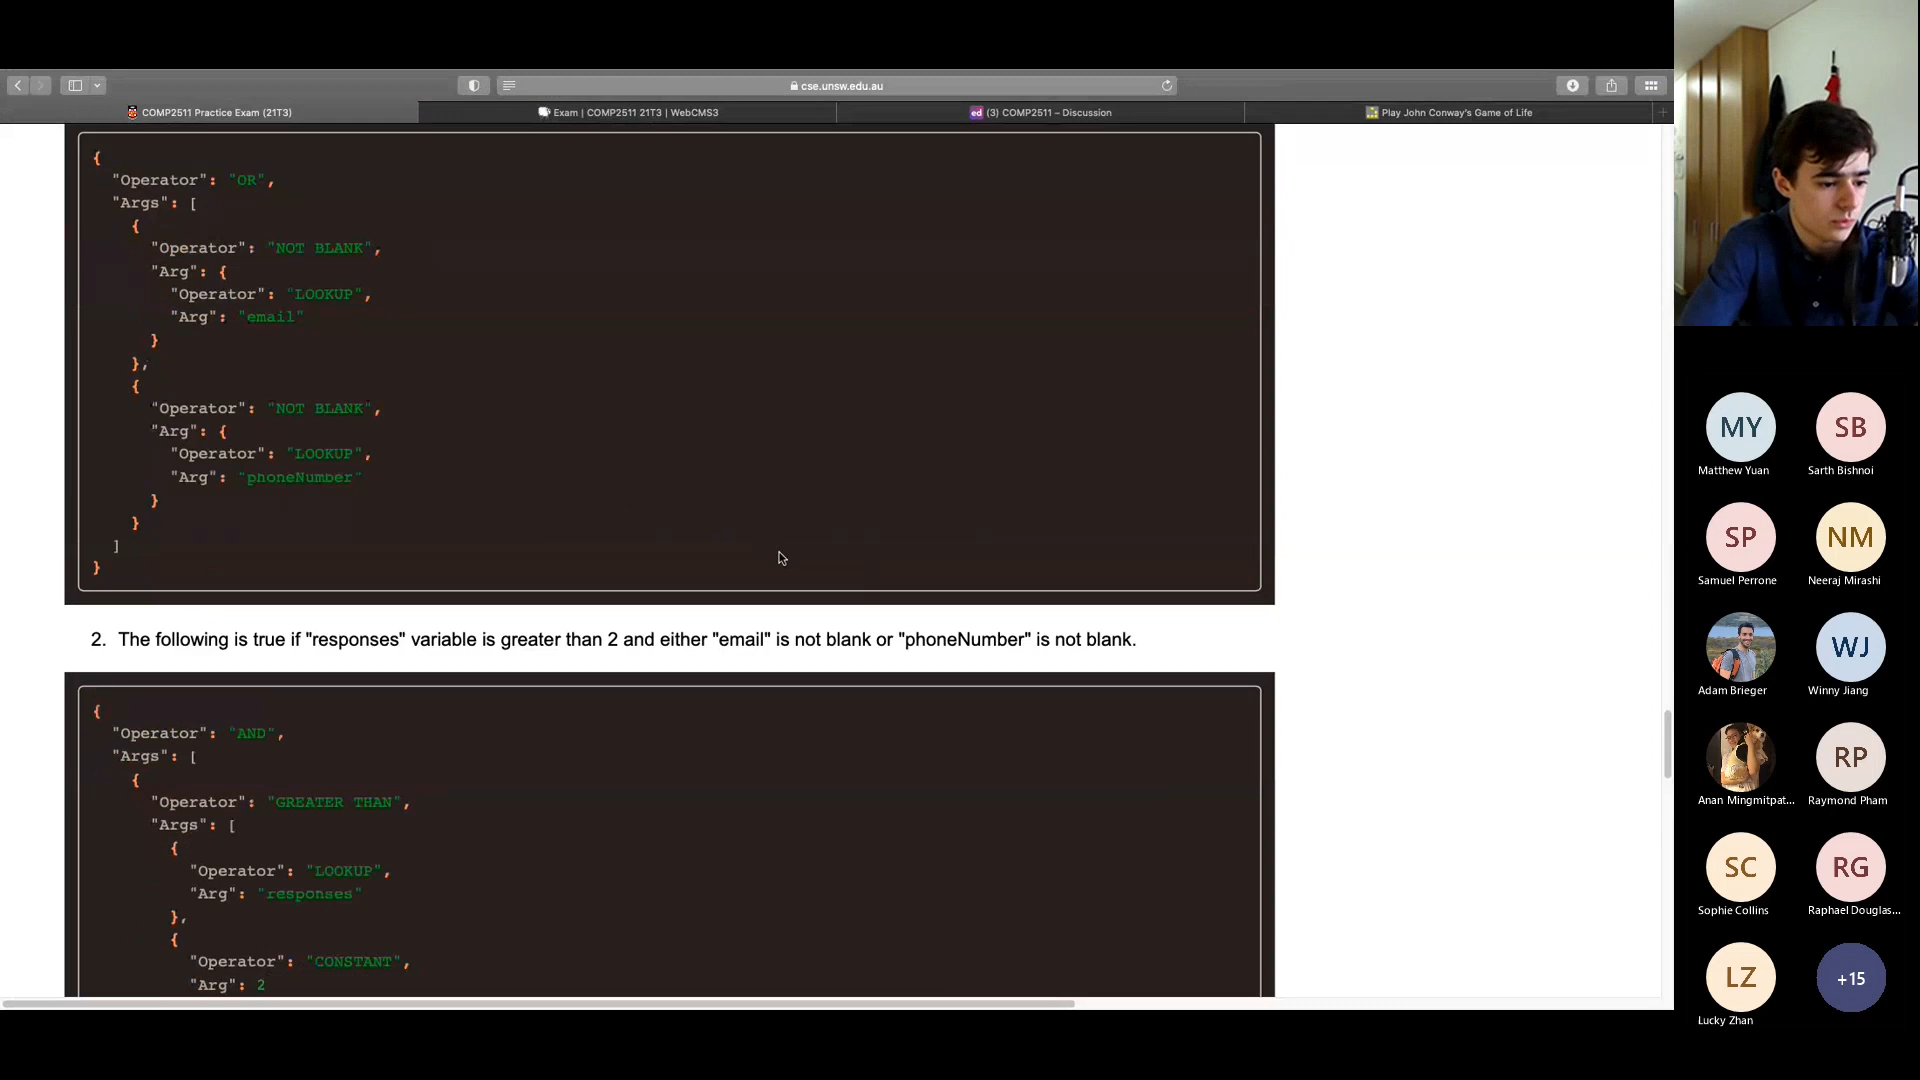 cse.unsw.edu.au
COMP2511 Practice Exam (21T3)
Exam | COMP2511 21T3 | WebCMS3
ed (3) COMP2511 – Discussion
Play John Conway's Game of Life
{
"Operator": "OR",
"Args": [
{
"Operator": "NOT BLANK",
"Arg": {
"Operator": "LOOKUP",
"Arg": "email"
}
},
{
"Operator": "NOT BLANK",
"Arg": {
"Operator": "LOOKUP",
"Arg": "phoneNumber"
}
}
]
}
2. The following is true if "responses" variable is greater than 2 and either "email" is not blank or "phoneNumber" is not blank.
{
"Operator": "AND",
"Args": [
{
"Operator": "GREATER THAN",
"Args": [
{
"Operator": "LOOKUP",
"Arg": "responses"
},
{
"Operator": "CONSTANT",
"Arg": 2
MY
Matthew Yuan
SB
Sarth Bishnoi
SP
Samuel Perrone
NM
Neeraj Mirashi
Adam Brieger
WJ
Winny Jiang
Anan Mingmitpat...
RP
Raymond Pham
SC
Sophie Collins
RG
Raphael Douglas...
LZ
Lucky Zhan
+15